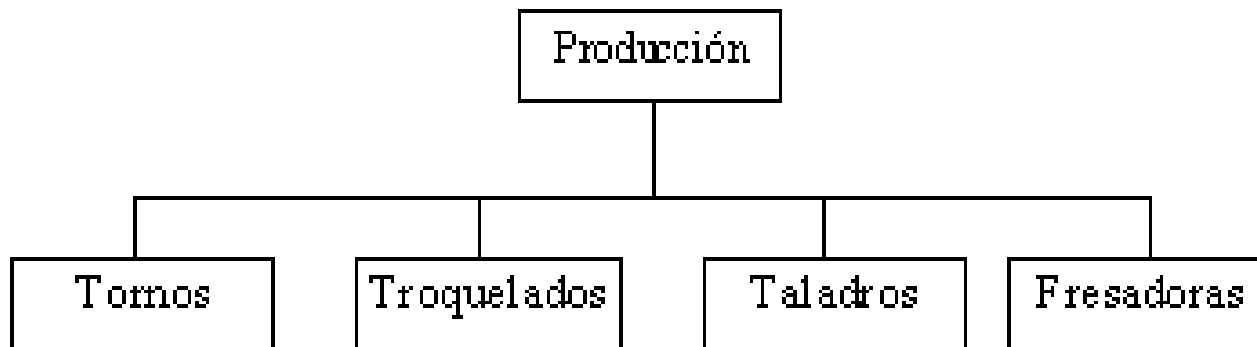 Producción
Tornos
Troquelados
Taladros
Fresadoras